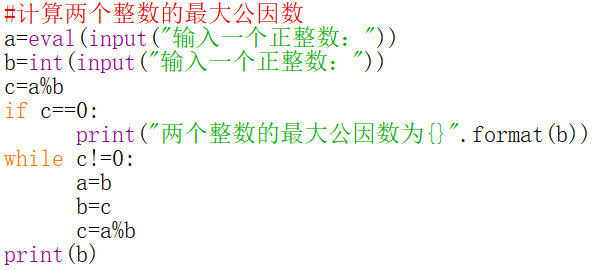 #计算两个整数的最大公因数
a=eval(input("输入一个正整数："))
b=int(input("输入一个正整数："))
c=a%b
if c==0:
      print("两个整数的最大公因数为{}".format(b))
while c!=0:
      a=b
      b=c
      c=a%b
print(b)